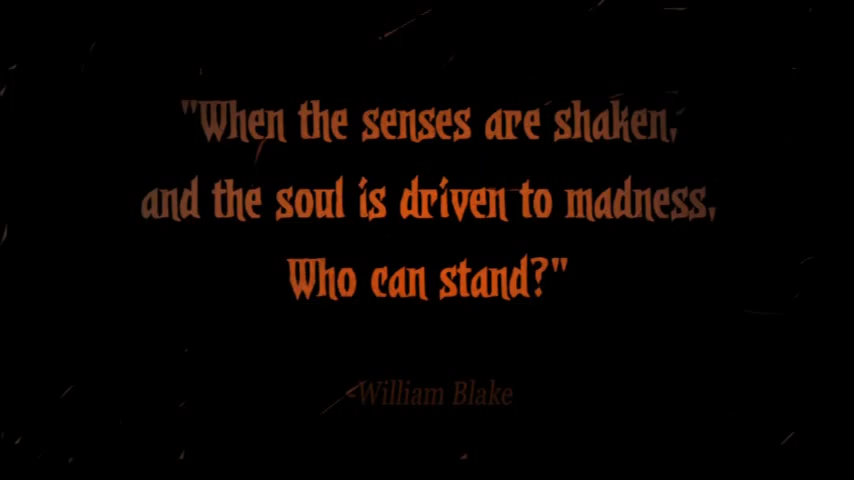 "When the senses are shaken,
and the soul is driven to madness,
Who can stand?"
-William Blake